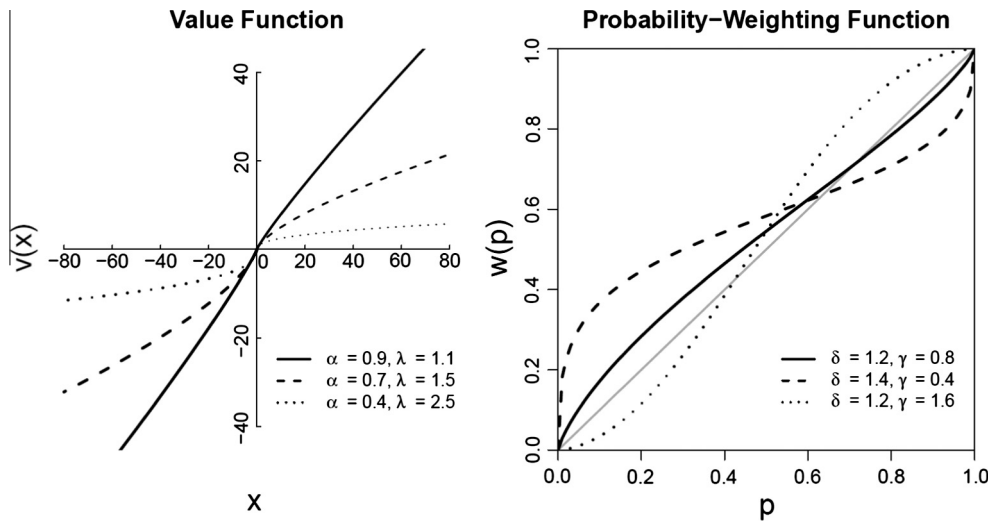 Value Function
v(x)
40
20
−80 −60 −40 −20 0 20 40 60 80
−20
−40
α = 0.9, λ = 1.1
α = 0.7, λ = 1.5
α = 0.4, λ = 2.5
x
Probability−Weighting Function
w(p)
1.0
0.8
0.6
0.4
0.2
0.0
δ = 1.2, γ = 0.8
δ = 1.4, γ = 0.4
δ = 1.2, γ = 1.6
0.0 0.2 0.4 0.6 0.8 1.0
p